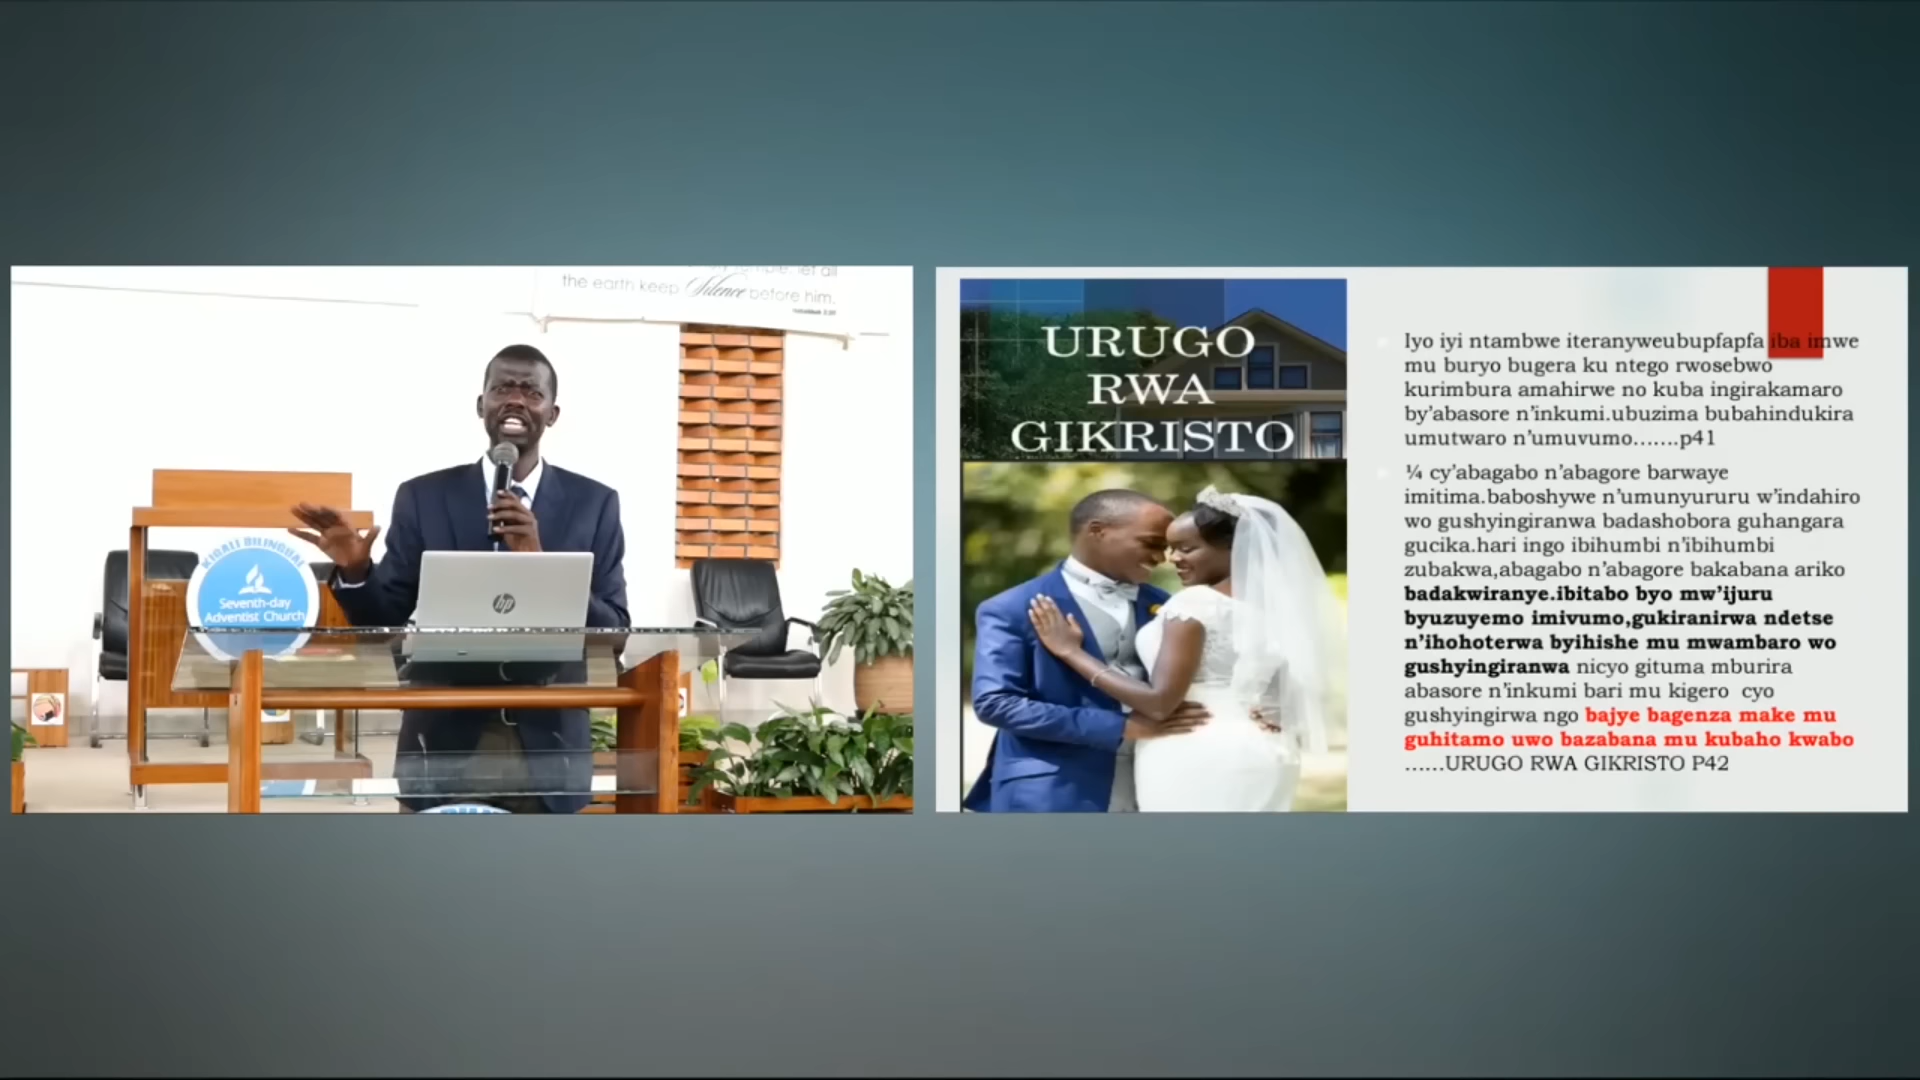 the earth keep Silence before him.
KIGALI BILINGUAL
Seventh-day
Adventist Church
hp
URUGO
RWA
GIKRISTO
Iyo iyi ntambwe iteranyweubupfapfa iba imwe
mu buryo bugera ku ntego rwosebwo
kurimbura amahirwe no kuba ingirakamaro
by’abasore n’inkumi.ubuzima bubahindukira
umutwaro n’umuvumo…….p41
¼ cy’abagabo n’abagore barwaye
imitima.baboshywe n’umunyururu w’indahiro
wo gushyingiranwa badashobora guhangara
gucika.hari ingo ibihumbi n’ibihumbi
zubakwa,abagabo n’abagore bakabana ariko
badakwiranye.ibitabo byo mw’ijuru
byuzuyemo imivumo,gukiranirwa ndetse
n’ihohoterwa byihishe mu mwambaro wo
gushyingiranwa nicyo gituma mburira
abasore n’inkumi bari mu kigero cyo
gushyingirwa ngo bajye bagenza make mu
guhitamo uwo bazabana mu kubaho kwabo
……URUGO RWA GIKRISTO P42